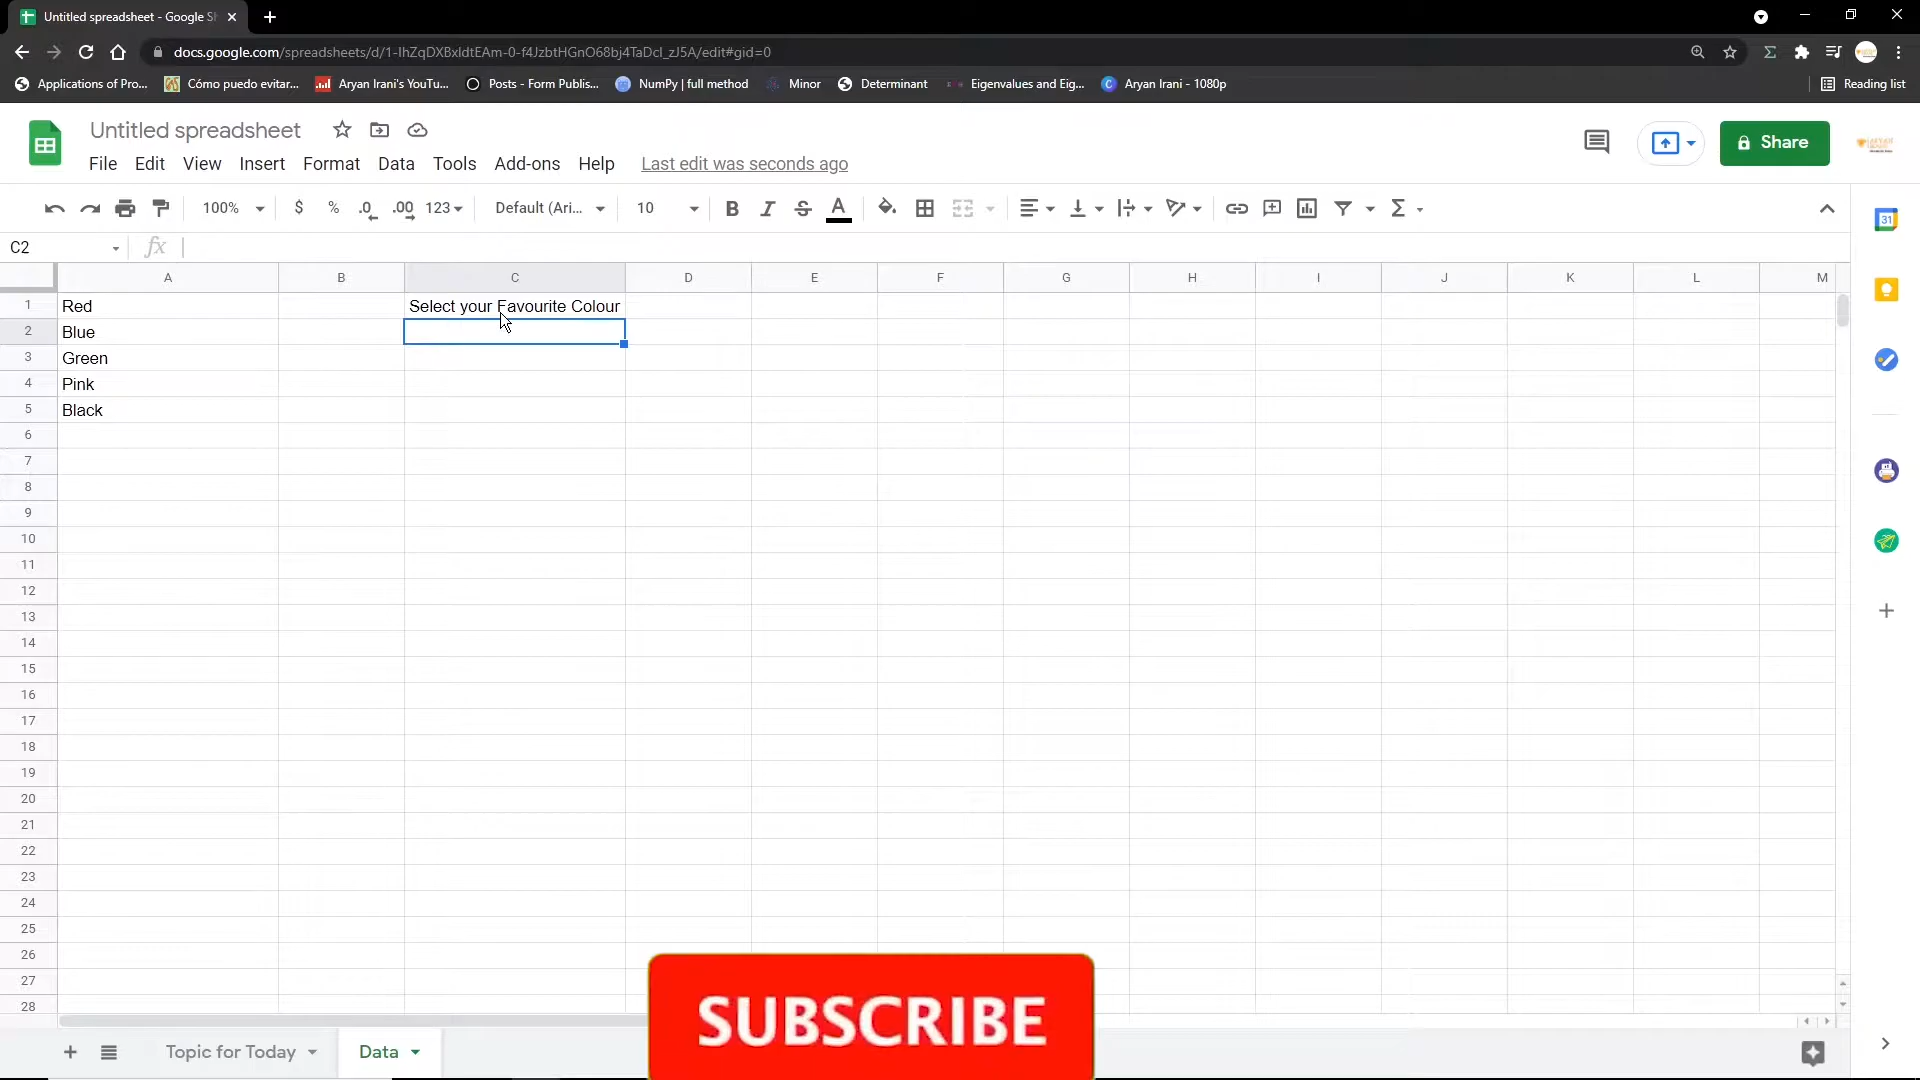 Untitled spreadsheet - Google Sh
docs.google.com/spreadsheets/d/1-IhZqDXBxldtEAm-0-f4JzbtHGnO68bj4TaDcI_zJ5A/edit#gid=0
Applications of Pro... Cómo puedo evitar... Aryan Irani's YouTu... Posts - Form Publis... NumPy | full method Minor Determinant Eigenvalues and Eig... Aryan Irani - 1080p Reading list
Untitled spreadsheet
File Edit View Insert Format Data Tools Add-ons Help Last edit was seconds ago
Share
100% $ % .0 .00 123 Default (Ari... 10 B I S A Σ
31
C2 fx
A B C D E F G H I J K L M
1 Red Select your Favourite Colour
2 Blue
3 Green
4 Pink
5 Black
6
7
8
9
10
11
12
13
14
15
16
17
18
19
20
21
22
23
24
25
26
27
28
SUBSCRIBE
Topic for Today Data